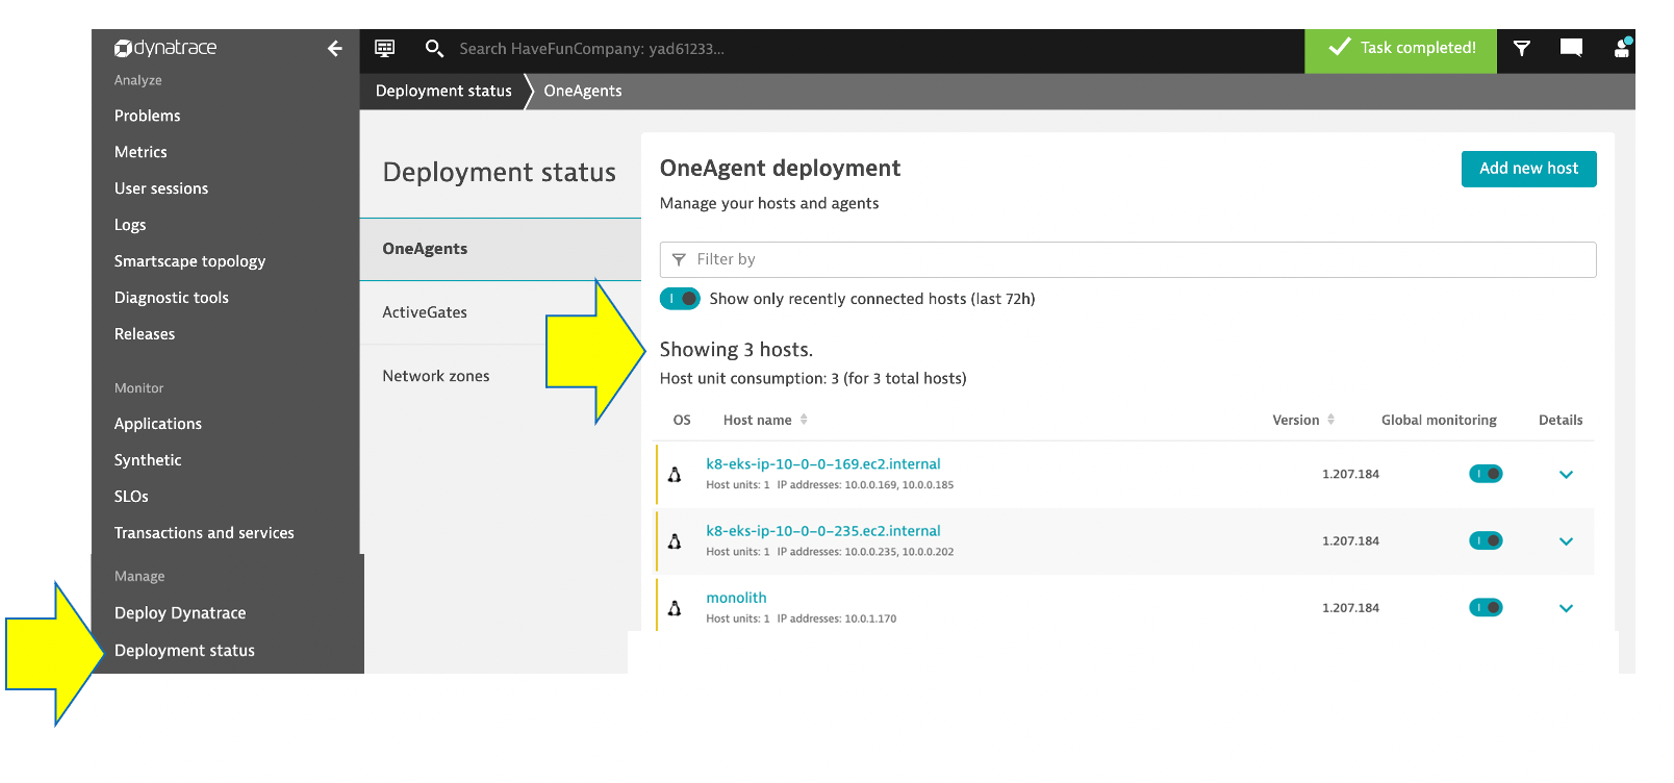 dynatrace
Search HaveFunCompany: yad61233...
Task completed!
Analyze
Problems
Metrics
User sessions
Logs
Smartscape topology
Diagnostic tools
Releases
Monitor
Applications
Synthetic
SLOs
Transactions and services
Manage
Deploy Dynatrace
Deployment status
Deployment status
OneAgents
Deployment status
OneAgents
ActiveGates
Network zones
OneAgent deployment
Add new host
Manage your hosts and agents
Filter by
Show only recently connected hosts (last 72h)
Showing 3 hosts.
Host unit consumption: 3 (for 3 total hosts)
OS Host name Version Global monitoring Details
k8-eks-ip-10-0-0-169.ec2.internal
Host units: 1 IP addresses: 10.0.0.169, 10.0.0.185
1.207.184
k8-eks-ip-10-0-0-235.ec2.internal
Host units: 1 IP addresses: 10.0.0.235, 10.0.0.202
1.207.184
monolith
Host units: 1 IP addresses: 10.0.1.170
1.207.184